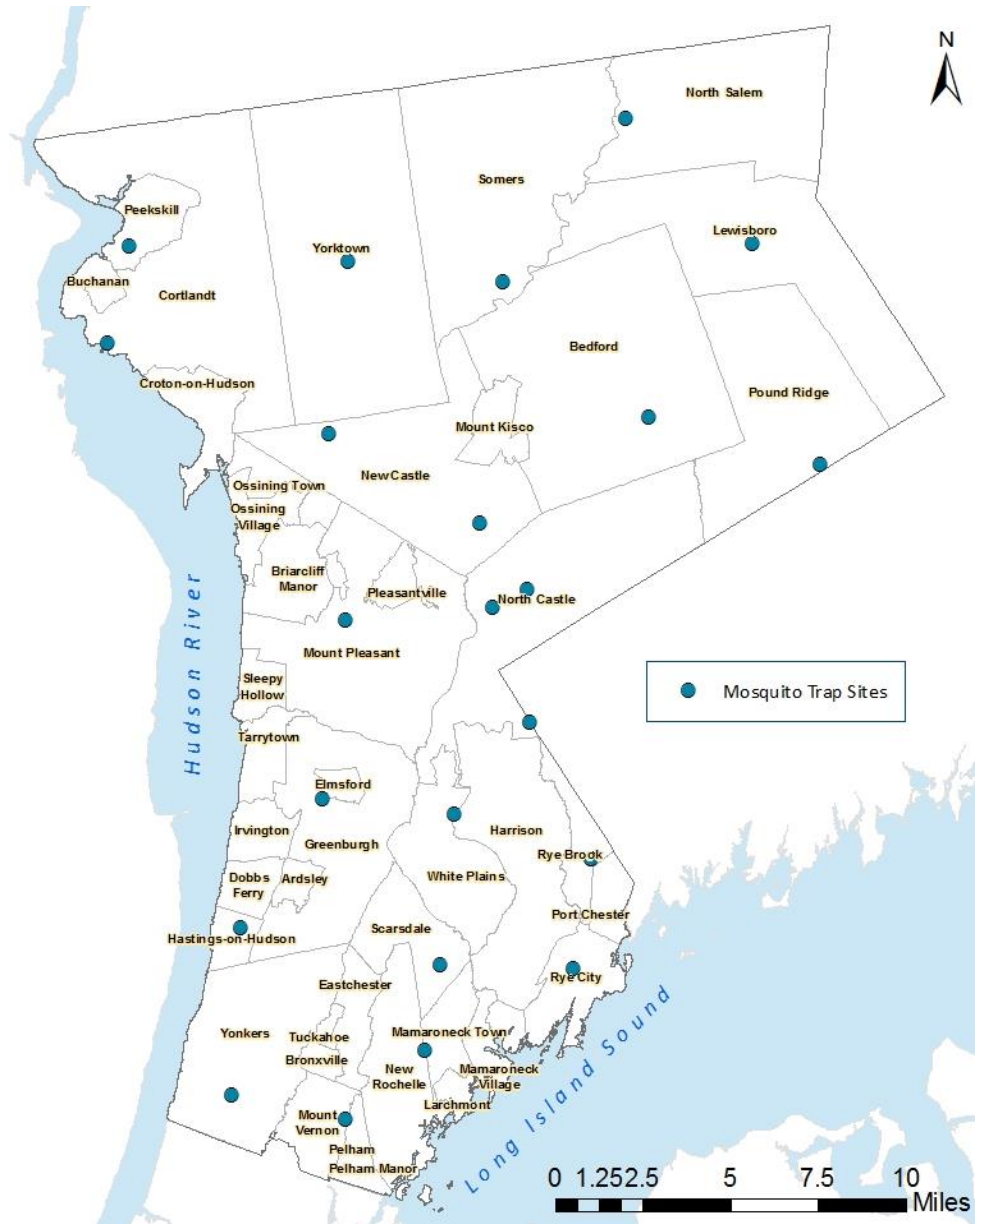 N
North Salem
Somers
Peekskill
Lewisboro
Yorktown
Buchanan
Cortlandt
Bedford
Croton-on-Hudson
Pound Ridge
Mount Kisco
New Castle
Ossining Town
Ossining
Village
Briarcliff
Manor
Pleasantville
North Castle
Hudson River
Mount Pleasant
Sleepy
Hollow
Mosquito Trap Sites
Tarrytown
Elmsford
Irvington
Greenburgh
Harrison
Rye Brook
Dobbs
Ferry
Ardsley
White Plains
Port Chester
Scarsdale
Hastings-on-Hudson
Rye City
Eastchester
Yonkers
Tuckahoe
Mamaroneck Town
Bronxville
New
Rochelle
Mamaroneck
Village
Larchmont
Long Island Sound
Mount
Vernon
Pelham
Pelham Manor
0 1.25 2.5 5 7.5 10
Miles